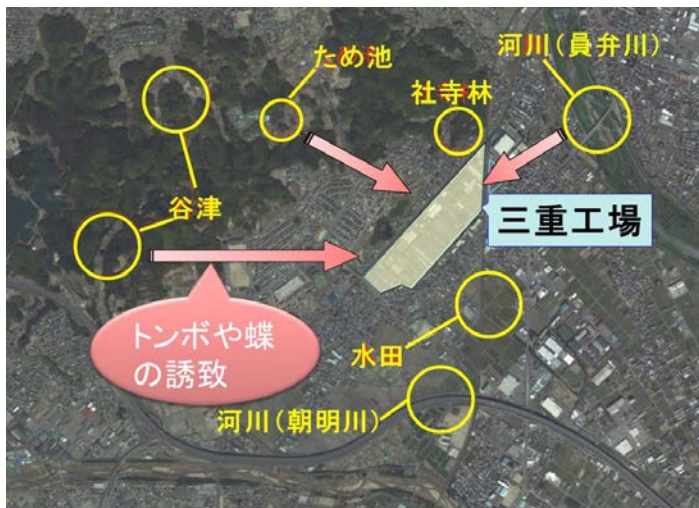 ため池
河川(員弁川)
社寺林
谷津
三重工場
トンボや蝶
の誘致
水田
河川(朝明川)